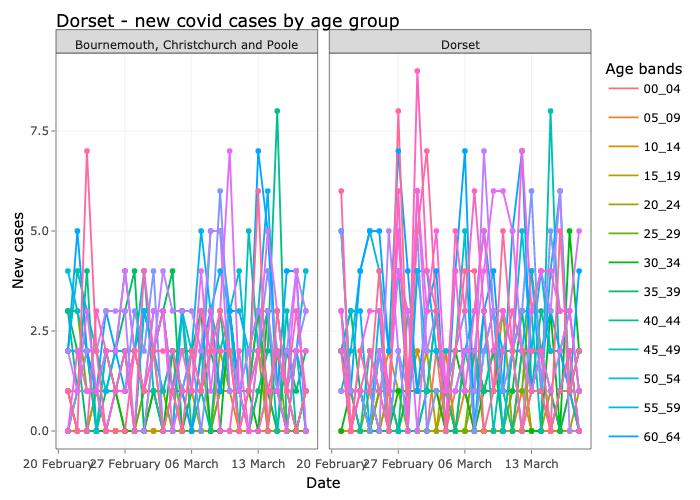 Dorset - new covid cases by age group
Bournemouth, Christchurch and Poole
Dorset
New cases
7.5
5.0
2.5
0.0
20 February
27 February
06 March
13 March
20 February
27 February
06 March
13 March
Date
Age bands
00_04
05_09
10_14
15_19
20_24
25_29
30_34
35_39
40_44
45_49
50_54
55_59
60_64